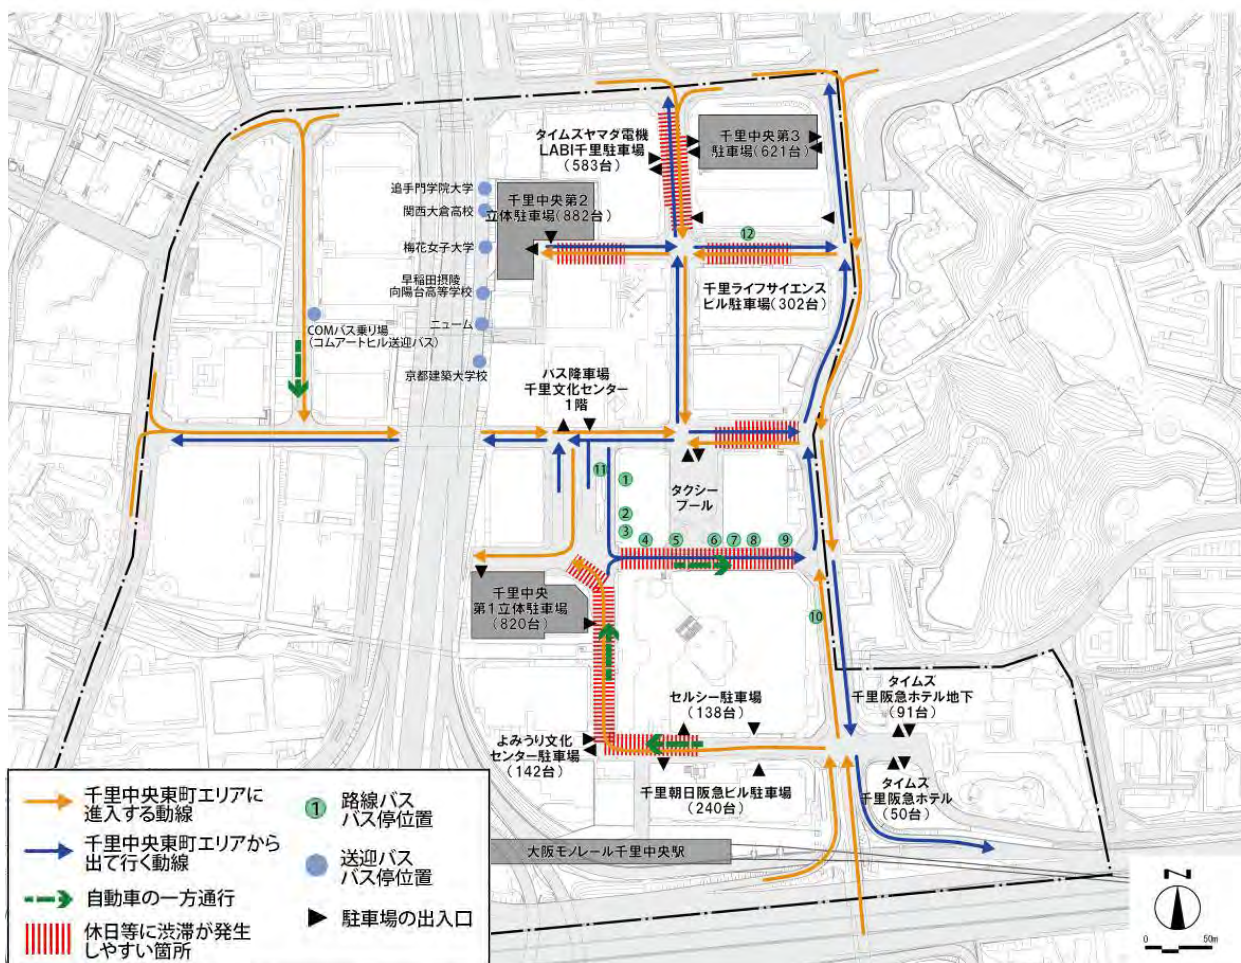 タイムズヤマダ電機
LABI千里駐車場
(583台)
千里中央第3
駐車場(621台)
追手門学院大学
関西大倉高校
千里中央第2
立体駐車場(882台)
梅花女子大学
早稲田摂陵
向陽台高等学校
ニューム
京都建築大学校
COMバス乗り場
(コムアートヒル送迎バス)
12
千里ライフサイエンス
ビル駐車場(302台)
バス降車場
千里文化センター
1階
タクシー
プール
11
1
2
3
4
5
6
7
8
9
10
千里中央
第1立体駐車場
(820台)
セルシー駐車場
(138台)
タイムズ
千里阪急ホテル地下
(91台)
よみうり文化
センター駐車場
(142台)
千里朝日阪急ビル駐車場
(240台)
タイムズ
千里阪急ホテル
(50台)
大阪モノレール千里中央駅
千里中央東町エリアに
進入する動線
千里中央東町エリアから
出て行く動線
自動車の一方通行
休日等に渋滞が発生
しやすい箇所
1
路線バス
バス停位置
送迎バス
バス停位置
駐車場の出入口
N
0 50m